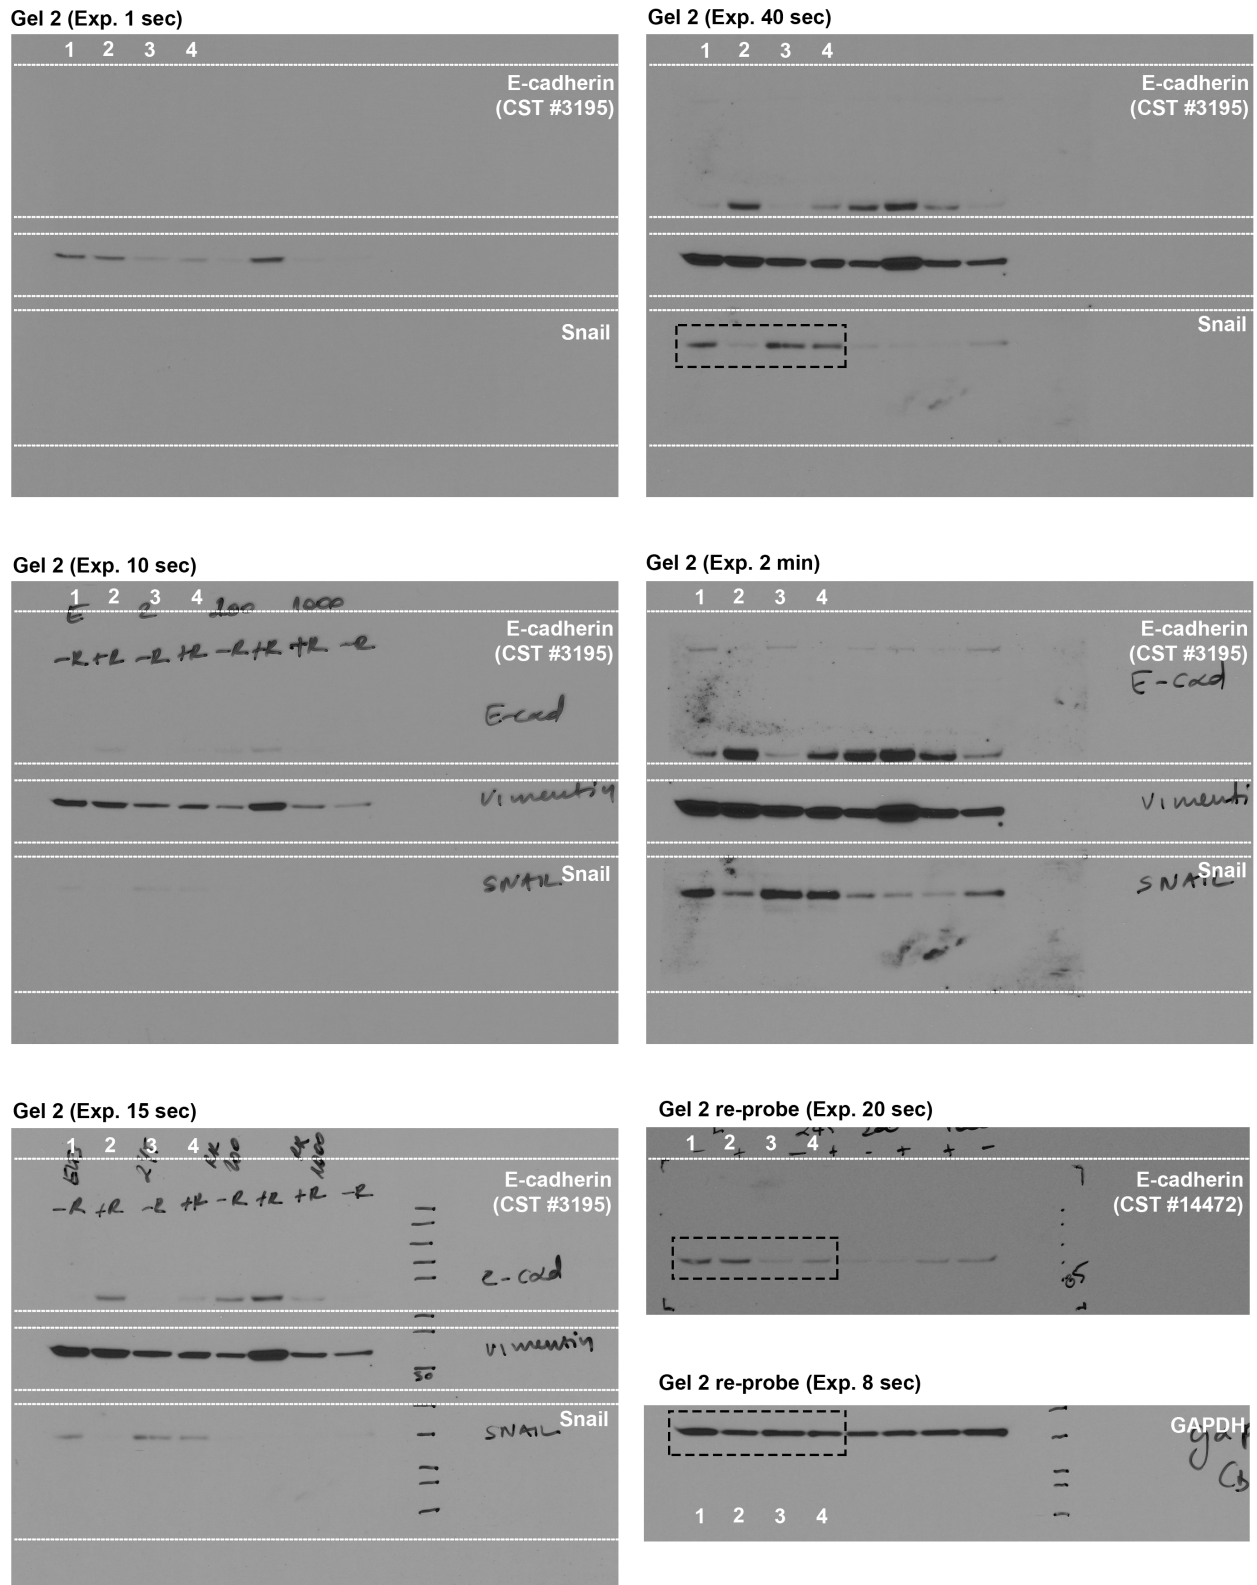 Gel 2 (Exp. 1 sec)
1 2 3 4
E-cadherin
(CST #3195)
Snail
Gel 2 (Exp. 40 sec)
1 2 3 4
E-cadherin
(CST #3195)
Snail
Gel 2 (Exp. 10 sec)
1 2 3 4
E 2 200 1000
E-cadherin
(CST #3195)
-R +R -R +R -R +R +R -R
E-cad
Vimentin
SNAIL Snail
Gel 2 (Exp. 2 min)
1 2 3 4
E-cadherin
(CST #3195)
E-cad
Vimenti
Snail
SNAIL
Gel 2 (Exp. 15 sec)
1 2 3 4
200 1000
E-cadherin
(CST #3195)
-R +R -R +R -R +R +R -R
E-cad
Vimentin
50
SNAIL Snail
Gel 2 re-probe (Exp. 20 sec)
1 2 3 4
- + - + - + + -
E-cadherin
(CST #14472)
Gel 2 re-probe (Exp. 8 sec)
GAPDH
gap
1 2 3 4